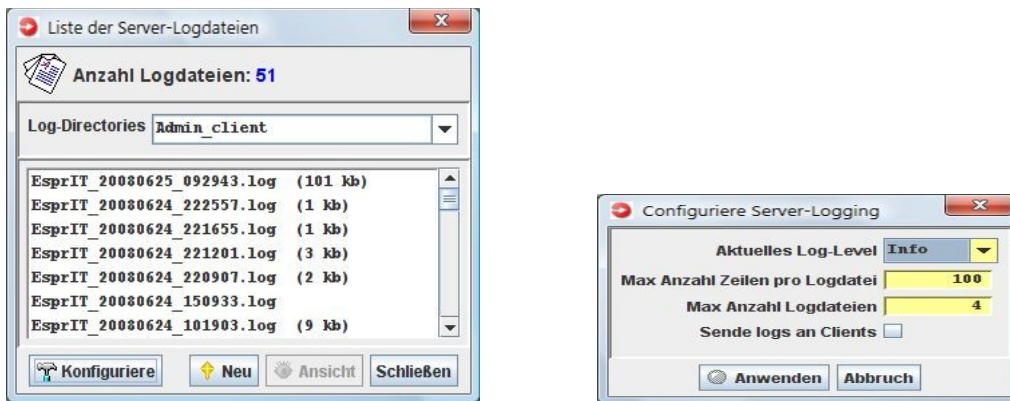 Liste der Server-Logdateien
Anzahl Logdateien: 51
Log-Directories Admin_client
EsprIT_20080625_092943.log (101 kb)
EsprIT_20080624_222557.log (1 kb)
EsprIT_20080624_221655.log (1 kb)
EsprIT_20080624_221201.log (3 kb)
EsprIT_20080624_220907.log (2 kb)
EsprIT_20080624_150933.log
EsprIT_20080624_101903.log (9 kb)
Konfiguriere Neu Ansicht Schließen
Configuriere Server-Logging
Aktuelles Log-Level Info
Max Anzahl Zeilen pro Logdatei 100
Max Anzahl Logdateien 4
Sende logs an Clients
Anwenden Abbruch